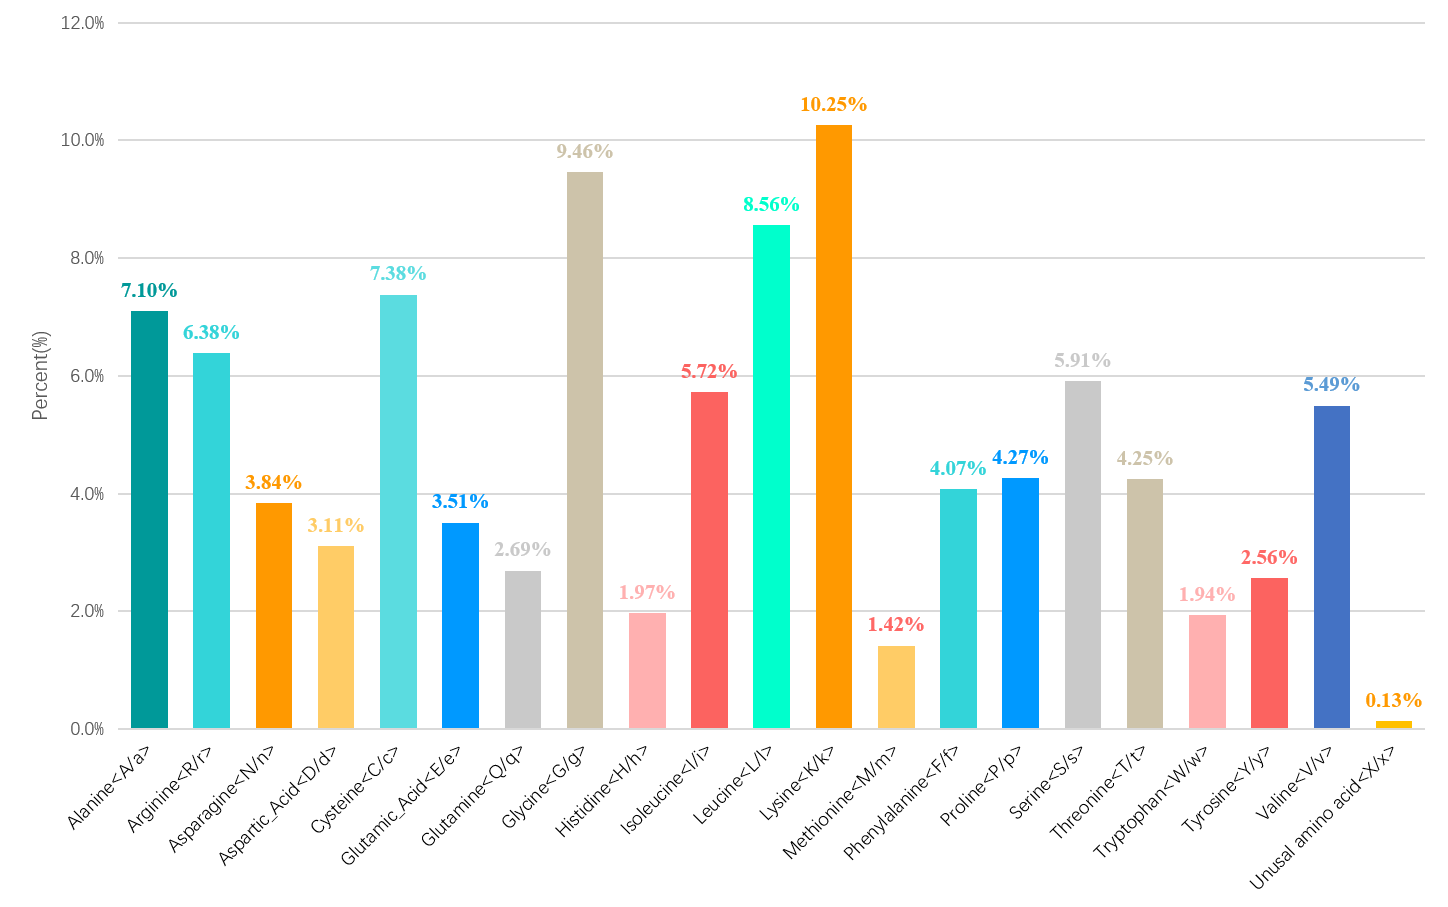 12.0%
10.0%
8.0%
6.0%
4.0%
2.0%
0.0%
Percent(%)
7.10%
6.38%
3.84%
3.11%
7.38%
3.51%
2.69%
9.46%
1.97%
5.72%
8.56%
10.25%
1.42%
4.07%
4.27%
5.91%
4.25%
1.94%
2.56%
5.49%
0.13%
Alanine<A/a>
Arginine<R/r>
Asparagine<N/n>
Aspartic_Acid<D/d>
Cysteine<C/c>
Glutamic_Acid<E/e>
Glutamine<Q/q>
Glycine<G/g>
Histidine<H/h>
Isoleucine<I/i>
Leucine<L/l>
Lysine<K/k>
Methionine<M/m>
Phenylalanine<F/f>
Proline<P/p>
Serine<S/s>
Threonine<T/t>
Tryptophan<W/w>
Tyrosine<Y/y>
Valine<V/v>
Unusal amino acid<X/x>